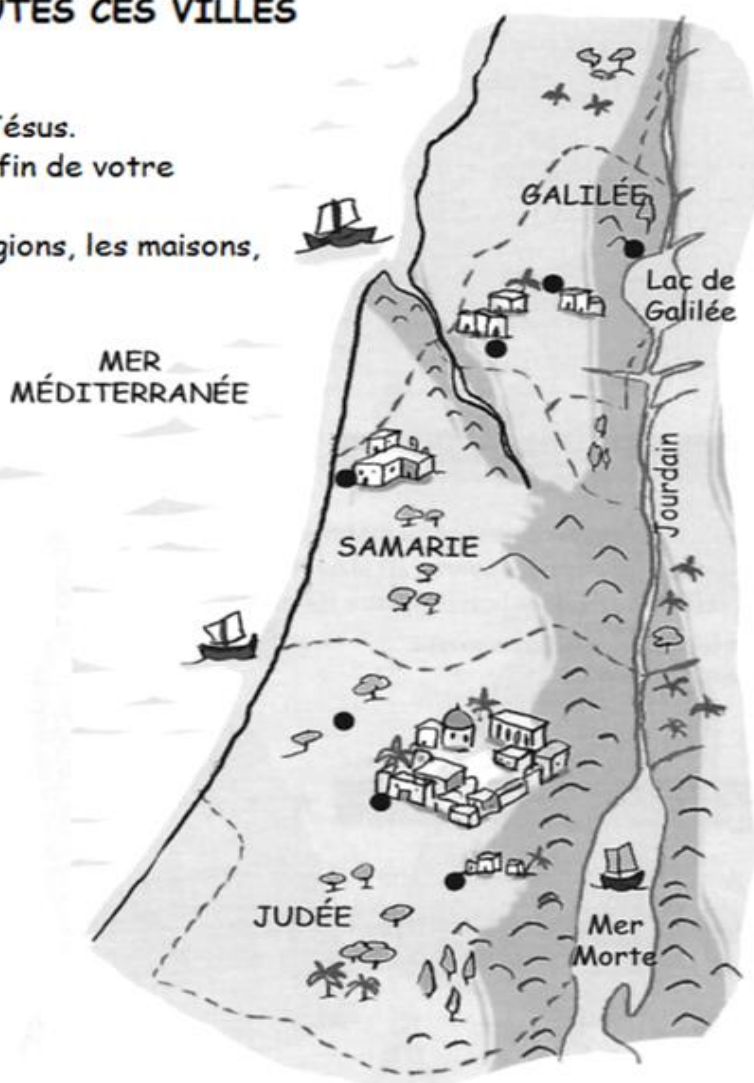 UTES CES VILLES
Jésus.
fin de votre
gions, les maisons,
GALILÉE
Lac de
Galilée
MER
MÉDITERRANÉE
Jourdain
SAMARIE
JUDÉE
Mer
Morte